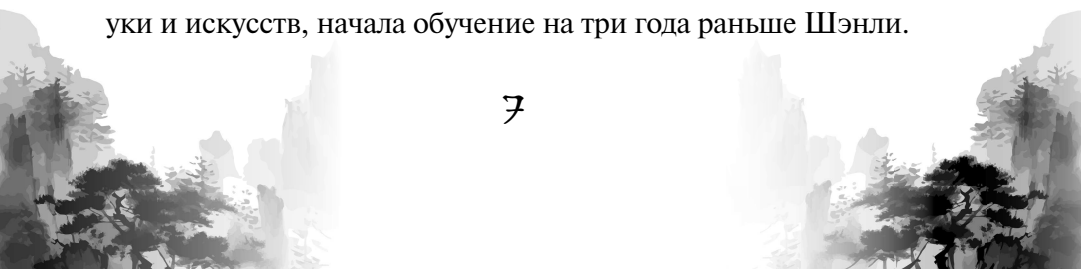 уки и искусств, начала обучение на три года раньше Шэнли.
7